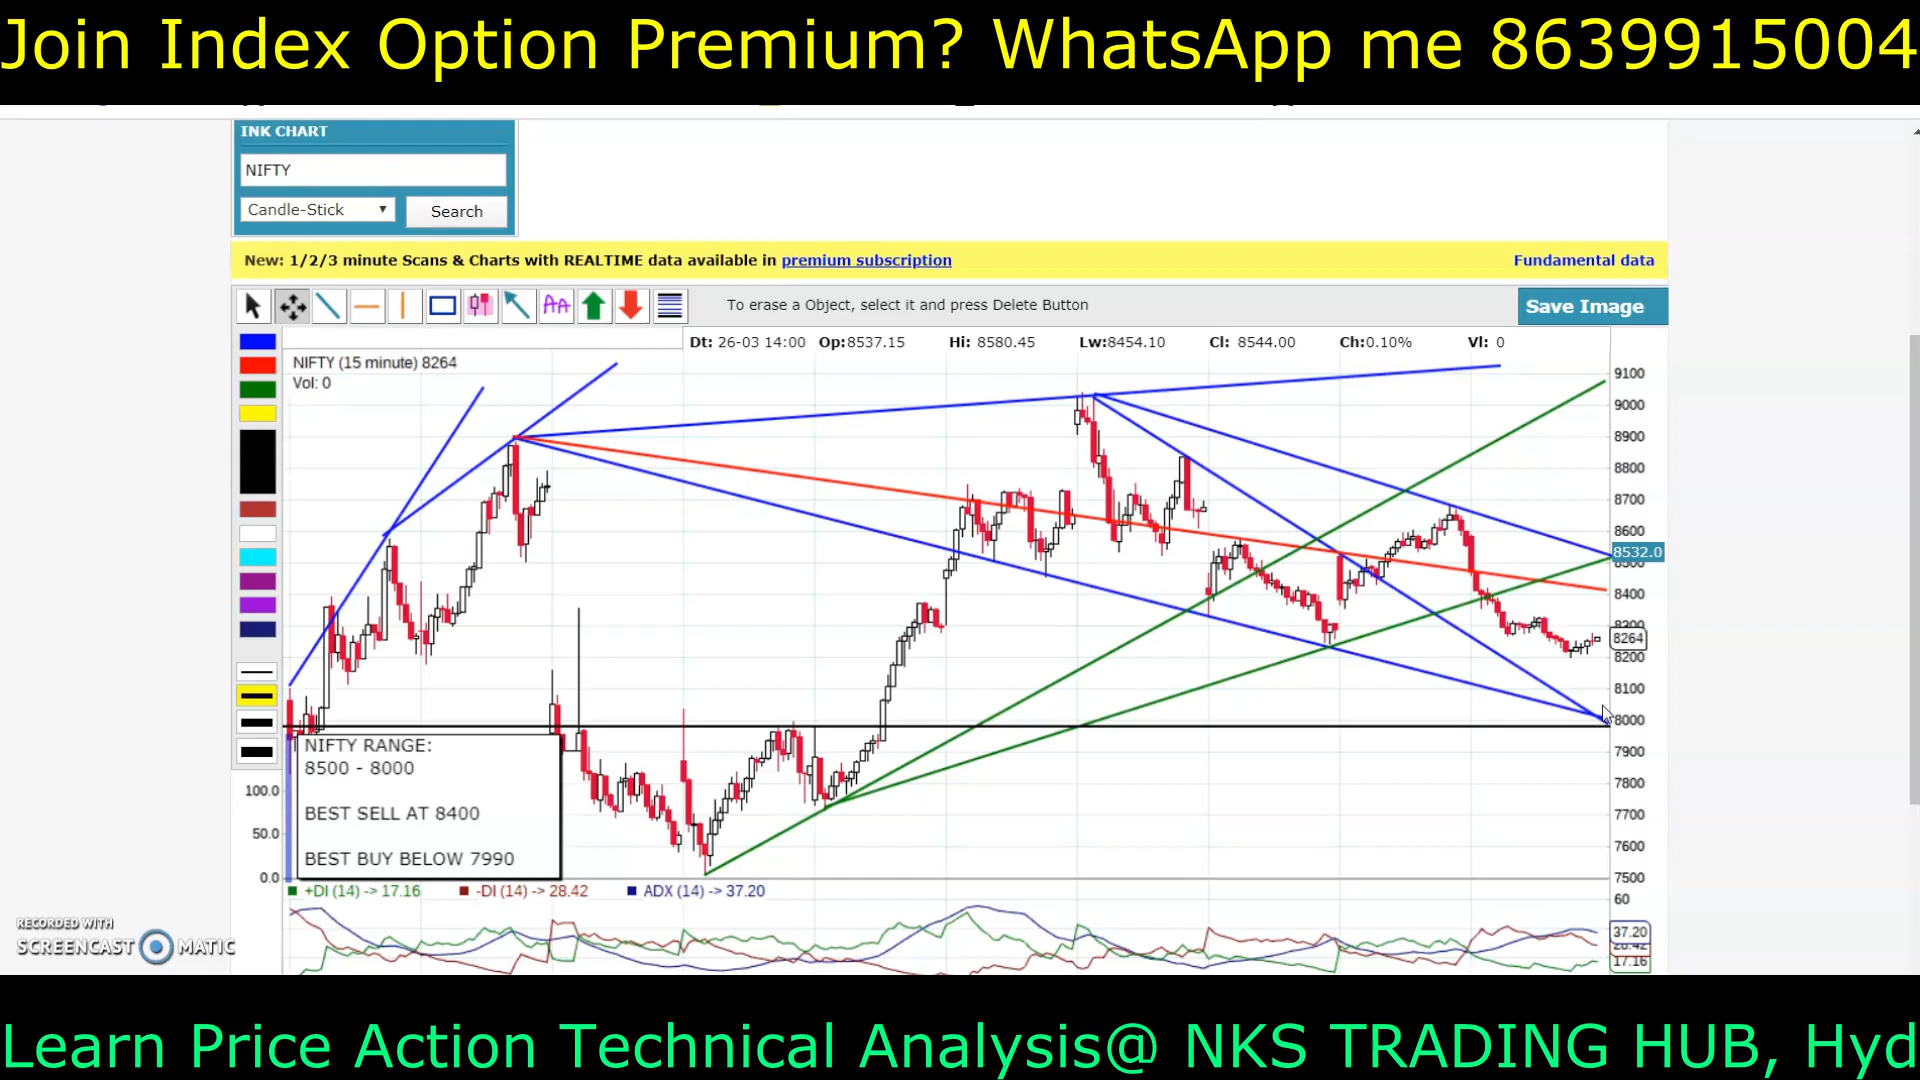 Join Index Option Premium? WhatsApp me 8639915004
INK CHART
NIFTY
Candle-Stick
Search
New: 1/2/3 minute Scans & Charts with REALTIME data available in premium subscription
Fundamental data
To erase a Object, select it and press Delete Button
Save Image
Dt: 26-03 14:00 Op:8537.15 Hi: 8580.45 Lw:8454.10 Cl: 8544.00 Ch:0.10% Vl: 0
NIFTY (15 minute) 8264
Vol: 0
9100
9000
8900
8800
8700
8600
8532.0
8500
8400
8300
8264
8200
8100
8000
7900
7800
7700
7600
7500
NIFTY RANGE:
8500 - 8000
BEST SELL AT 8400
BEST BUY BELOW 7990
100.0
50.0
0.0
+DI (14) -> 17.16
-DI (14) -> 28.42
ADX (14) -> 37.20
60
37.20
28.42
17.16
RECORDED WITH
SCREENCAST MATIC
Learn Price Action Technical Analysis@ NKS TRADING HUB, Hyd